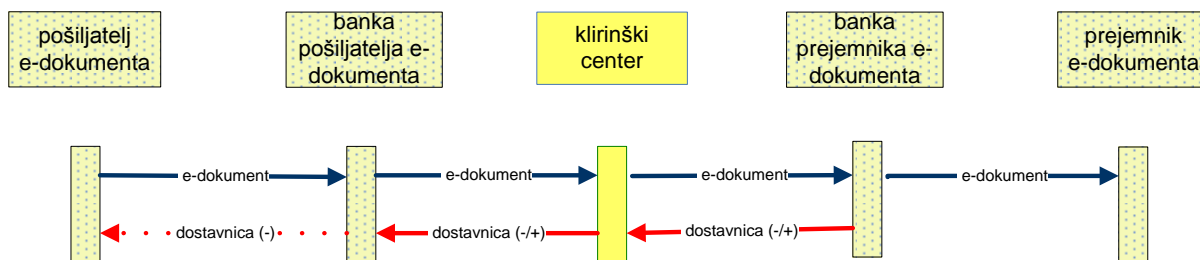 pošiljatelj
e-dokumenta
banka
pošiljatelja e-
dokumenta
klirinški
center
banka
prejemnika e-
dokumenta
prejemnik
e-dokumenta
e-dokument
e-dokument
e-dokument
e-dokument
dostavnica (-)
dostavnica (-/+)
dostavnica (-/+)